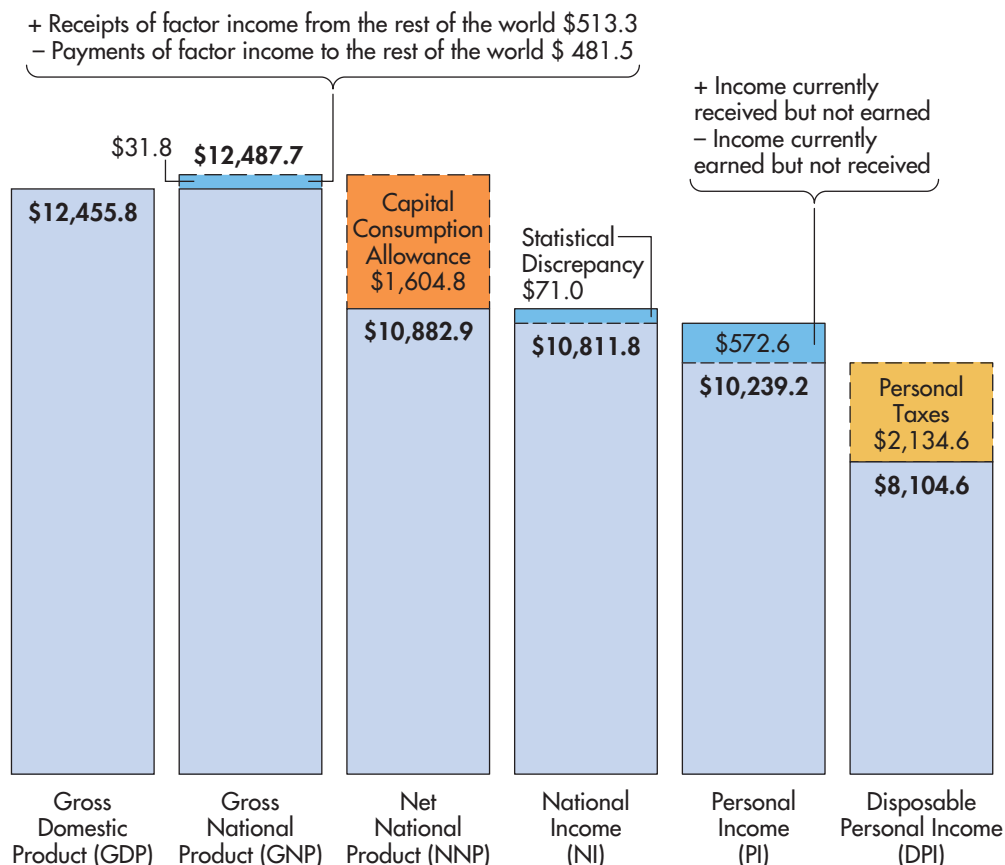 + Receipts of factor income from the rest of the world $513.3
– Payments of factor income to the rest of the world $ 481.5
+ Income currently
received but not earned
– Income currently
earned but not received
$31.8
$12,487.7
$12,455.8
Capital
Consumption
Allowance
$1,604.8
$10,882.9
Statistical
Discrepancy
$71.0
$10,811.8
$572.6
$10,239.2
Personal
Taxes
$2,134.6
$8,104.6
Gross
Domestic
Product (GDP)
Gross
National
Product (GNP)
Net
National
Product (NNP)
National
Income
(NI)
Personal
Income
(PI)
Disposable
Personal Income
(DPI)